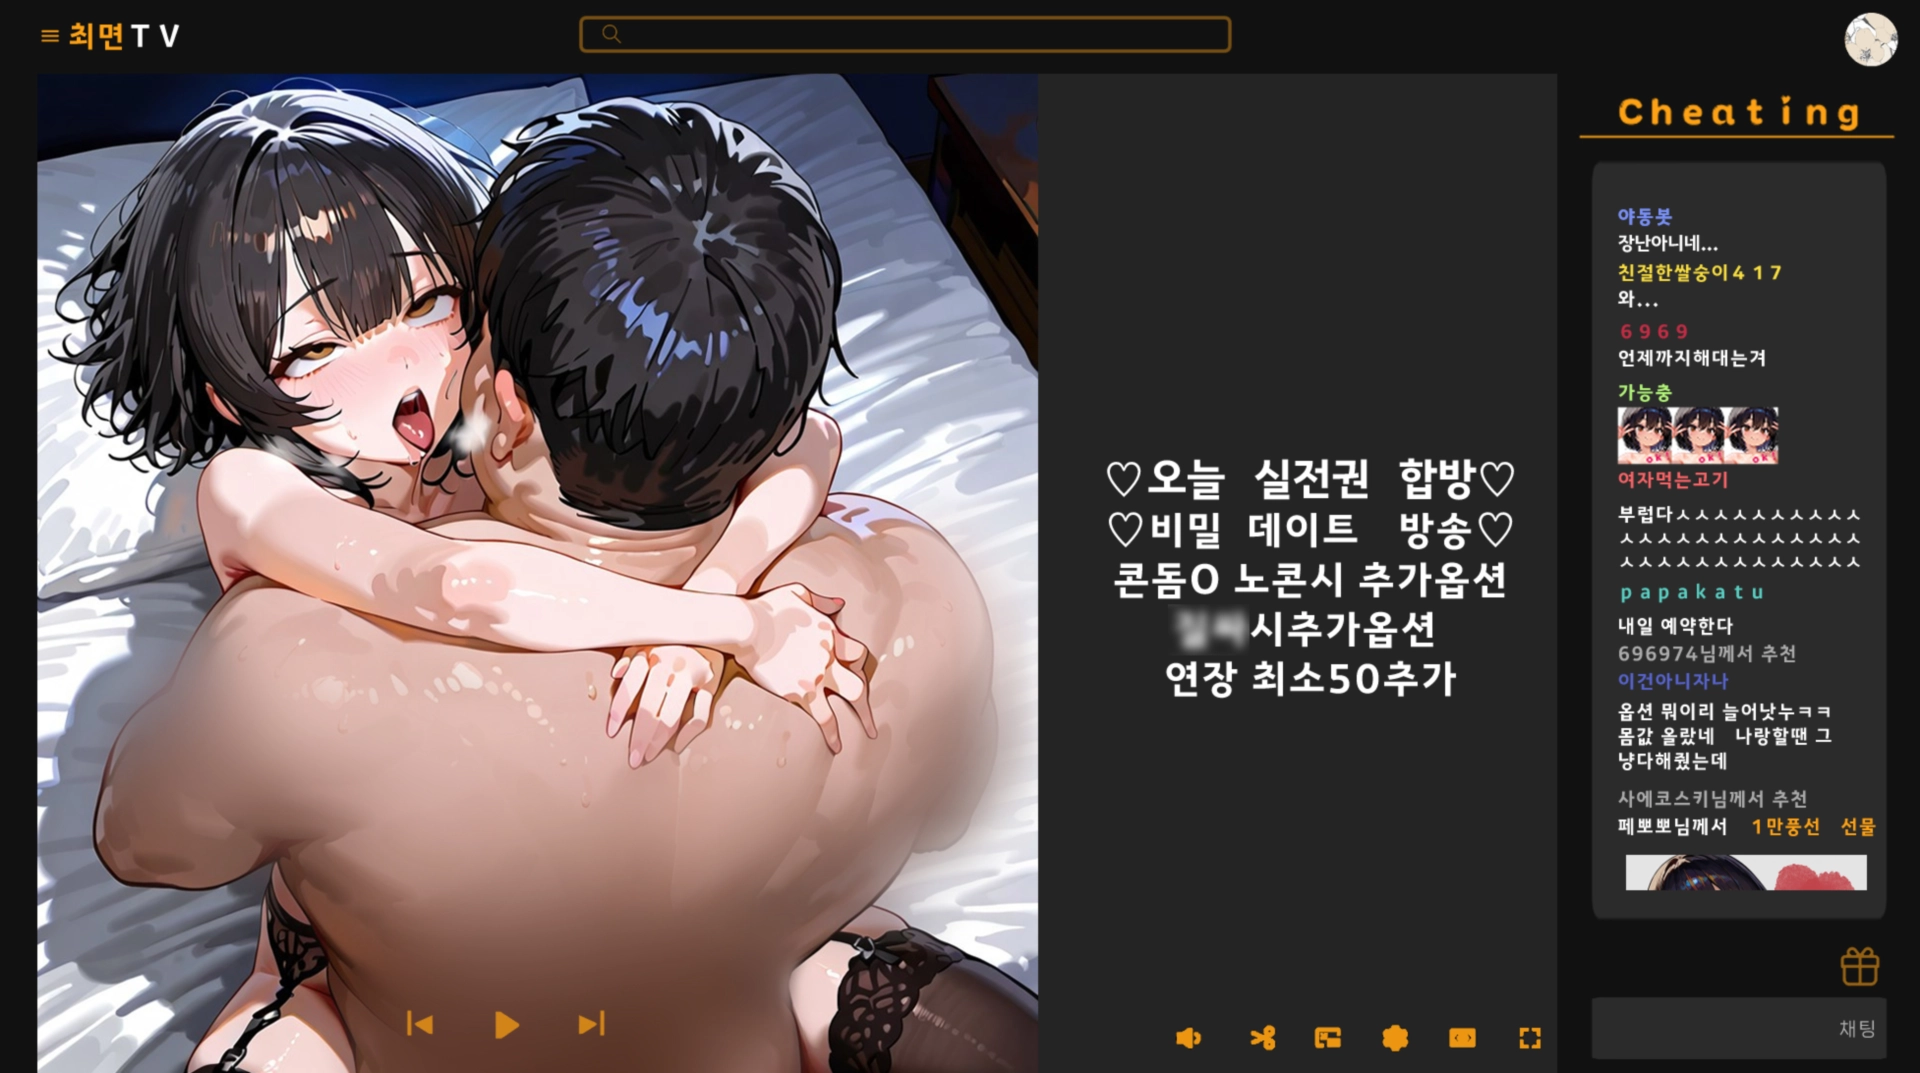 최면TV
♡오늘 실전권 합방♡
♡비밀 데이트 방송♡
콘돔O 노콘시 추가옵션
시추가옵션
연장 최소50추가
Cheating
야동봇
장난아니네...
친절한쌀숭이417
와...
6969
언제까지해대는겨
가능충
여자먹는고기
부럽다ㅅㅅㅅㅅㅅㅅㅅㅅㅅㅅ
ㅅㅅㅅㅅㅅㅅㅅㅅㅅㅅㅅㅅㅅ
ㅅㅅㅅㅅㅅㅅㅅㅅㅅㅅㅅㅅㅅ
papakatu
내일 예약한다
696974님께서 추천
이건아니자나
옵션 뭐이리 늘어낫누ㅋㅋ
몸값 올랐네 나랑할땐 그
냥다해줬는데
사에코스키님께서 추천
페뽀뽀님께서 1만풍선 선물
채팅